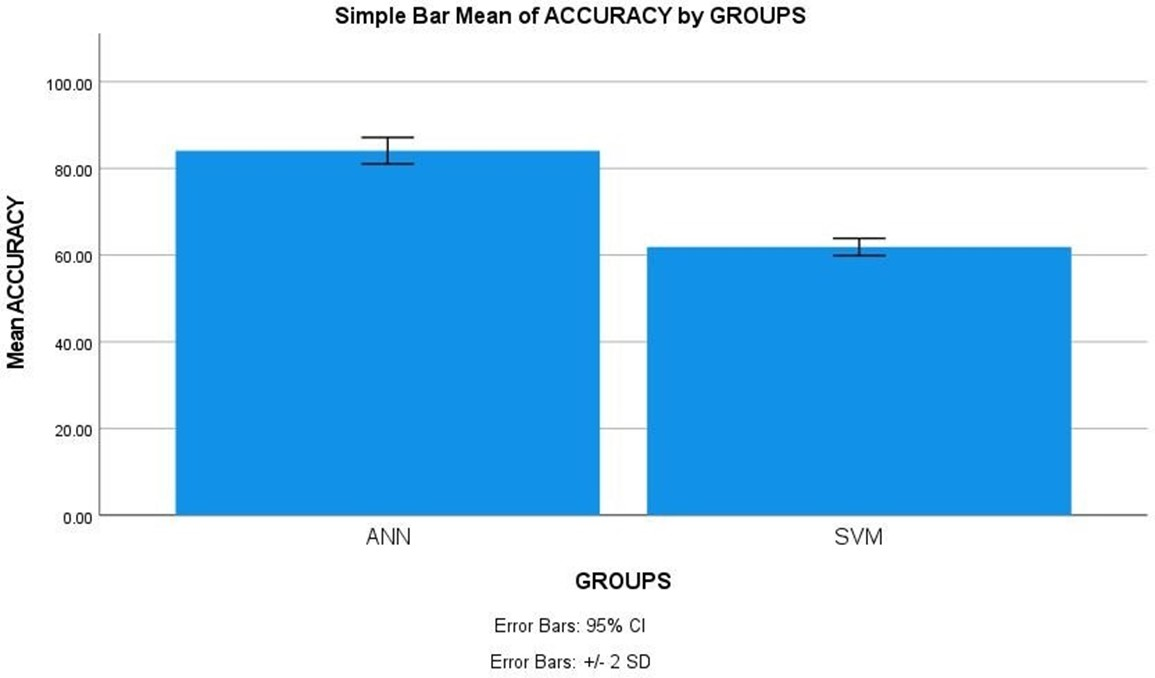 Simple Bar Mean of ACCURACY by GROUPS
100.00
80.00
60.00
40.00
20.00
0.00
Mean ACCURACY
ANN
SVM
GROUPS
Error Bars: 95% CI
Error Bars: +/- 2 SD